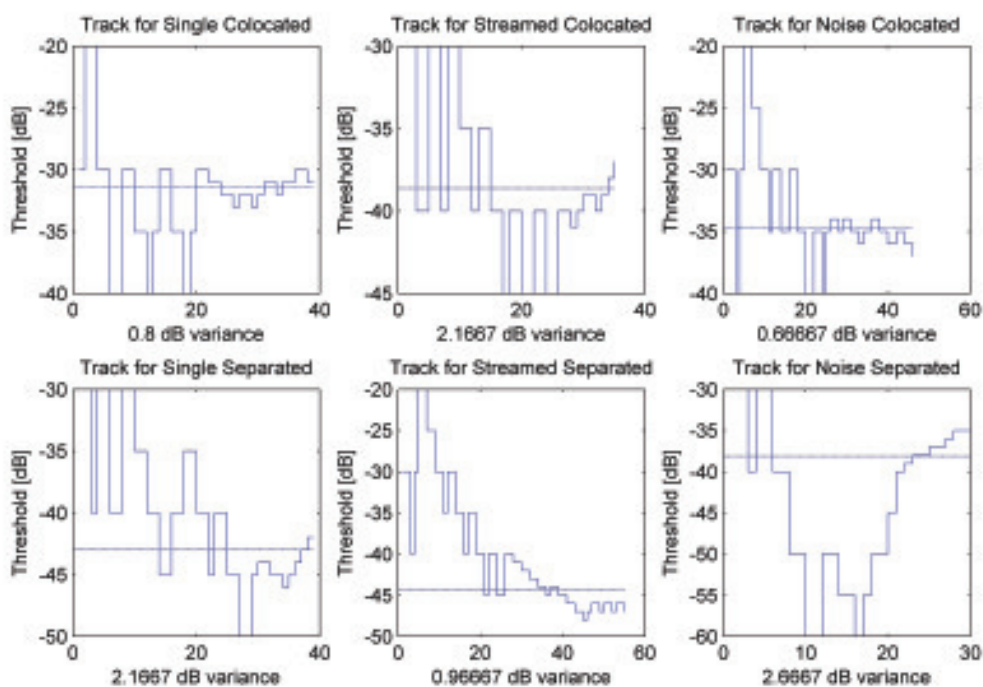 Track for Single Colocated
Threshold [dB]
-20
-25
-30
-35
-40
0 20 40
0.8 dB variance
Track for Streamed Colocated
Threshold [dB]
-30
-35
-40
-45
0 20 40
2.1667 dB variance
Track for Noise Colocated
Threshold [dB]
-20
-25
-30
-35
-40
0 20 40 60
0.66667 dB variance
Track for Single Separated
Threshold [dB]
-30
-35
-40
-45
-50
0 20 40
2.1667 dB variance
Track for Streamed Separated
Threshold [dB]
-20
-25
-30
-35
-40
-45
-50
0 20 40 60
0.96667 dB variance
Track for Noise Separated
Threshold [dB]
-30
-40
-50
-60
0 10 20 30
2.6667 dB variance